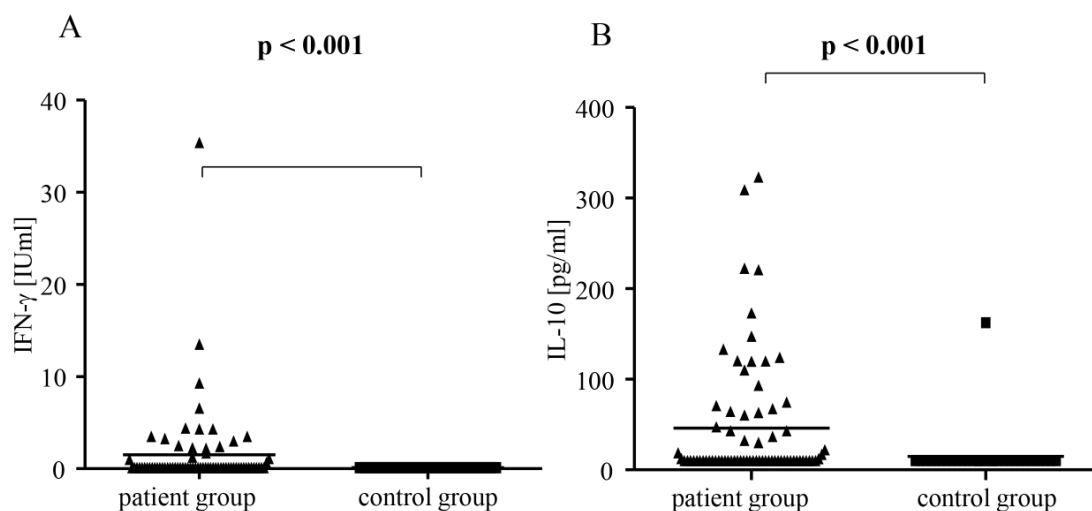 A
p < 0.001
40
30
20
10
0
IFN-γ [IUml]
patient group
control group
B
p < 0.001
400
300
200
100
0
IL-10 [pg/ml]
patient group
control group